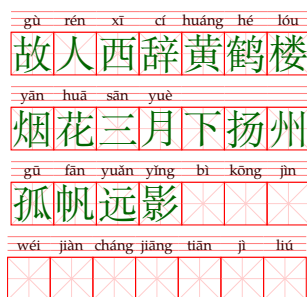 gù rén xī cí huáng hé lóu
故人西辞黄鹤楼
yān huā sān yuè
烟花三月下扬州
gū fān yuǎn yǐng bì kōng jìn
孤帆远影
wéi jiàn cháng jiāng tiān jì liú